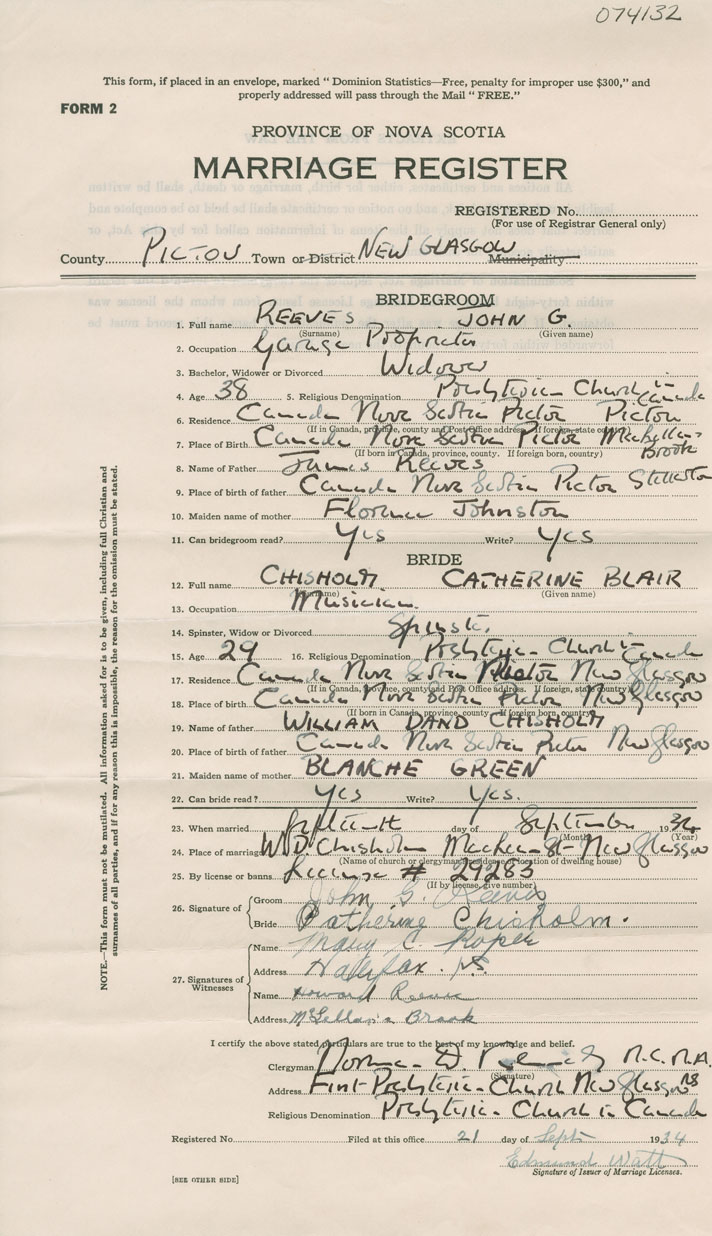 074132
This form, if placed in an envelope, marked “ Dominion Statistics—Free, penalty for improper use $300,” and
properly addressed will pass through the Mail “ FREE.”
FORM 2
PROVINCE OF NOVA SCOTIA
MARRIAGE REGISTER
REGISTERED No.
(For use of Registrar General only)
County PICTOU Town or District NEW GLASGOW Municipality
BRIDEGROOM
1. Full name REEVES JOHN G.
(Surname) (Given name)
2. Occupation Garage Proprietor
3. Bachelor, Widower or Divorced Widower
4. Age 38 5. Religious Denomination Presbyterian Church in Canada
6. Residence Canada Nova Scotia Pictou Pictou
(If in Canada, province, county and Post Office address. If foreign, state country)
7. Place of Birth Canada Nova Scotia Pictou McLellan's Brook
(If born in Canada, province, county. If foreign born, country)
8. Name of Father James Reeves
9. Place of birth of father Canada Nova Scotia Pictou Stellarton
10. Maiden name of mother Florence Johnston
11. Can bridegroom read? Yes Write? Yes
BRIDE
12. Full name CHISHOLM CATHERINE BLAIR
(Surname) (Given name)
13. Occupation Musician
14. Spinster, Widow or Divorced Spinster
15. Age 29 16. Religious Denomination Presbyterian Church in Canada
17. Residence Canada Nova Scotia Pictou New Glasgow
(If in Canada, province, county and Post Office address. If foreign, state country)
18. Place of birth Canada Nova Scotia Pictou New Glasgow
(If born in Canada, province, county. If foreign born, country)
19. Name of father WILLIAM DAND CHISHOLM
20. Place of birth of father Canada Nova Scotia Pictou New Glasgow
21. Maiden name of mother BLANCHE GREEN
22. Can bride read? Yes Write? Yes.
23. When married day of September 1934
(Month) (Year)
24. Place of marriage W.D. Chisholm St- New Glasgow
(Name of church or clergyman's residence or location of dwelling house)
25. By license or banns License # 29283
(If by license, give number)
26. Signature of
Groom John G. Reeves
Bride Catherine Chisholm.
27. Signatures of Witnesses
Name Mary C. Roper
Address Halifax. N.S.
Name Howard Reeves
Address McLellan's Brook
I certify the above stated particulars are true to the best of my knowledge and belief.
Clergyman Norman D. Kennedy M.C. M.A.
(Signature)
Address First Presbyterian Church New Glasgow NS
Religious Denomination Presbyterian Church in Canada
Registered No. Filed at this office 21 day of Sept 1934
Edmund Watt
Signature of Issuer of Marriage Licenses.
[SEE OTHER SIDE]
NOTE.—This form must not be mutilated. All information asked for is to be given, including full Christian and
surnames of all parties, and if for any reason this is impossible, the reason for the omission must be stated.